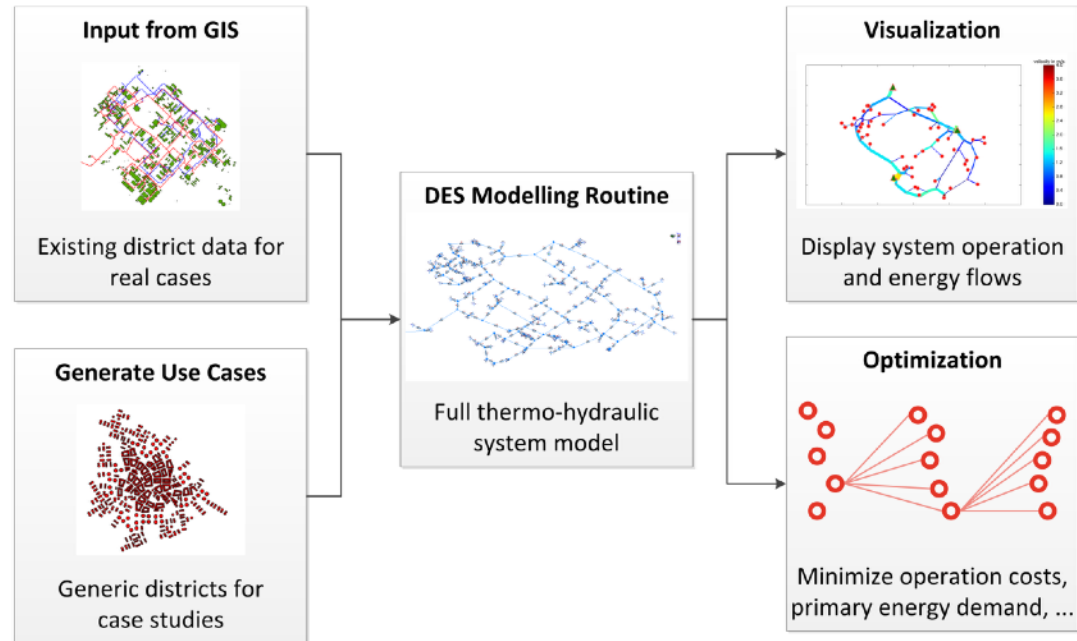 Input from GIS
Existing district data for
real cases
Generate Use Cases
Generic districts for
case studies
DES Modelling Routine
Full thermo-hydraulic
system model
Visualization
Display system operation
and energy flows
Optimization
Minimize operation costs,
primary energy demand, ...